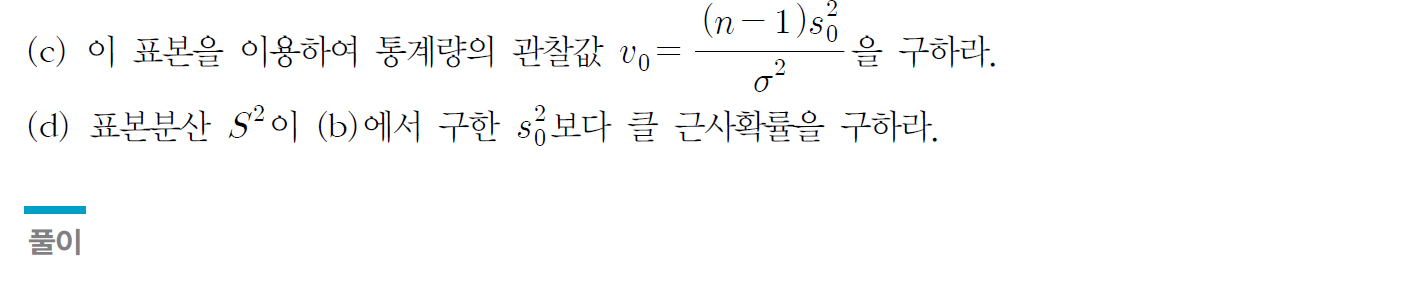 (c) 이 표본을 이용하여 통계량의 관찰값 v₀ = (n − 1)s₀² / σ² 을 구하라.
(d) 표본분산 S²이 (b)에서 구한 s₀²보다 클 근사확률을 구하라.
풀이